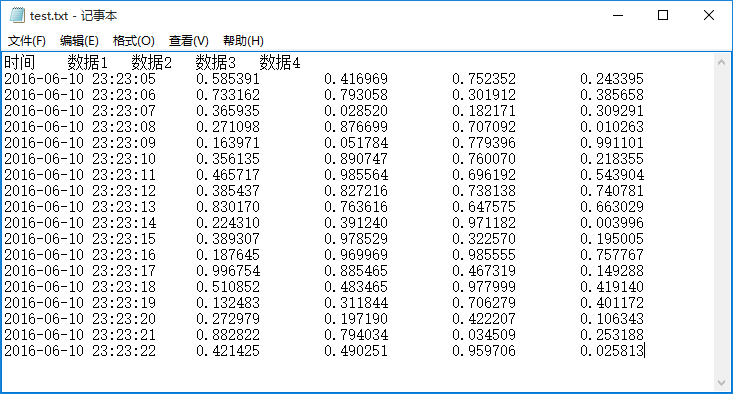 test.txt - 记事本
文件(F) 编辑(E) 格式(O) 查看(V) 帮助(H)
时间 数据1 数据2 数据3 数据4
2016-06-10 23:23:05 0.585391 0.416969 0.752352 0.243395
2016-06-10 23:23:06 0.733162 0.793058 0.301912 0.385658
2016-06-10 23:23:07 0.365935 0.028520 0.182171 0.309291
2016-06-10 23:23:08 0.271098 0.876699 0.707092 0.010263
2016-06-10 23:23:09 0.163971 0.051784 0.779396 0.991101
2016-06-10 23:23:10 0.356135 0.890747 0.760070 0.218355
2016-06-10 23:23:11 0.465717 0.985564 0.696192 0.543904
2016-06-10 23:23:12 0.385437 0.827216 0.738138 0.740781
2016-06-10 23:23:13 0.830170 0.763616 0.647575 0.663029
2016-06-10 23:23:14 0.224310 0.391240 0.971182 0.003996
2016-06-10 23:23:15 0.389307 0.978529 0.322570 0.195005
2016-06-10 23:23:16 0.187645 0.969969 0.985555 0.757767
2016-06-10 23:23:17 0.996754 0.885465 0.467319 0.149288
2016-06-10 23:23:18 0.510852 0.483465 0.977999 0.419140
2016-06-10 23:23:19 0.132483 0.311844 0.706279 0.401172
2016-06-10 23:23:20 0.272979 0.197190 0.422207 0.106343
2016-06-10 23:23:21 0.882822 0.794034 0.034509 0.253188
2016-06-10 23:23:22 0.421425 0.490251 0.959706 0.025813